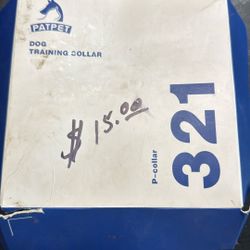 PATPET
DOG
TRAINING COLLAR
$15.00
P-collar
321